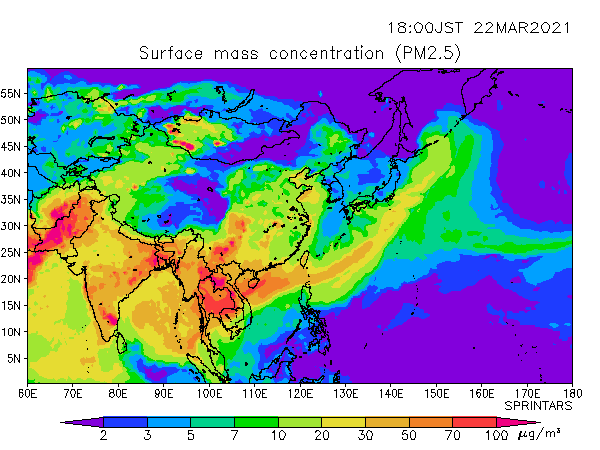 18:00JST 22MAR2021
Surface mass concentration (PM2.5)
55N
50N
45N
40N
35N
30N
25N
20N
15N
10N
5N
60E 70E 80E 90E 100E 110E 120E 130E 140E 150E 160E 170E 180
SPRINTARS
2 3 5 7 10 20 30 50 70 100 μg/m³